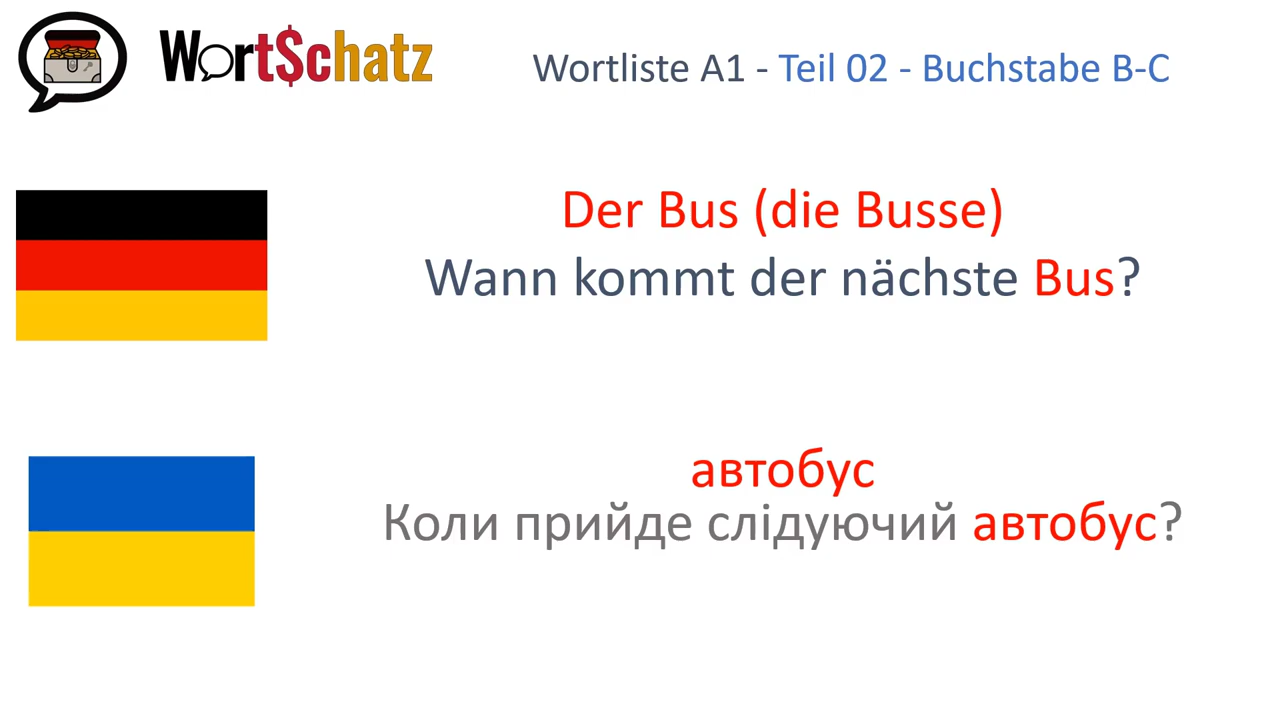 Wort$chatz
Wortliste A1 - Teil 02 - Buchstabe B-C
Der Bus (die Busse)
Wann kommt der nächste Bus?
автобус
Коли прийде слідуючий автобус?